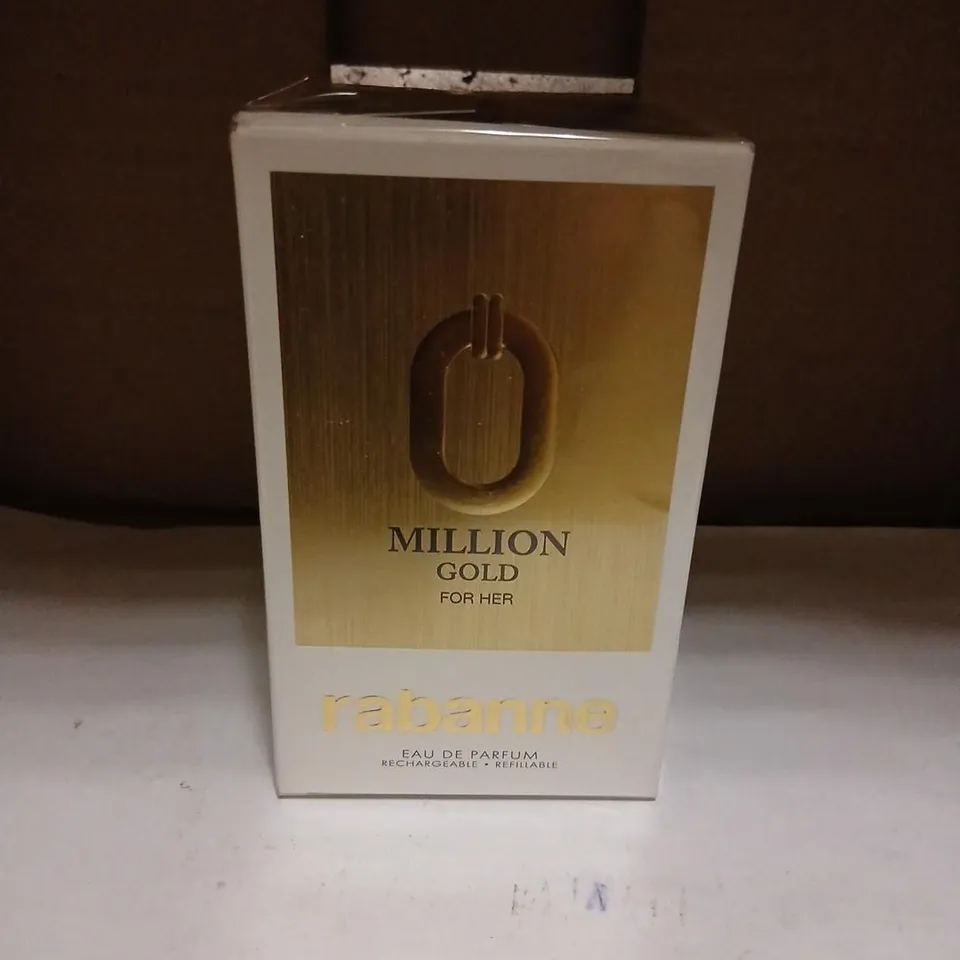 MILLION
GOLD
FOR HER
rabanne
EAU DE PARFUM
RECHARGEABLE • REFILLABLE